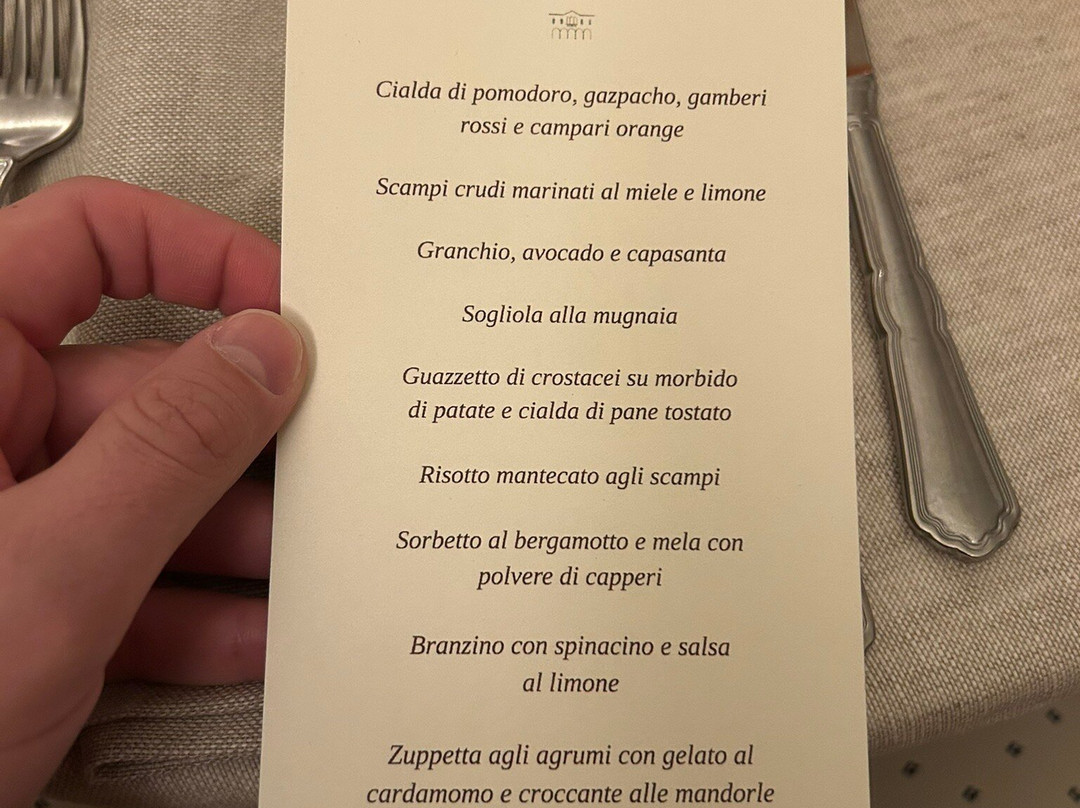 Cialda di pomodoro, gazpacho, gamberi
rossi e campari orange
Scampi crudi marinati al miele e limone
Granchio, avocado e capasanta
Sogliola alla mugnaia
Guazzetto di crostacei su morbido
di patate e cialda di pane tostato
Risotto mantecato agli scampi
Sorbetto al bergamotto e mela con
polvere di capperi
Branzino con spinacino e salsa
al limone
Zuppetta agli agrumi con gelato al
cardamomo e croccante alle mandorle